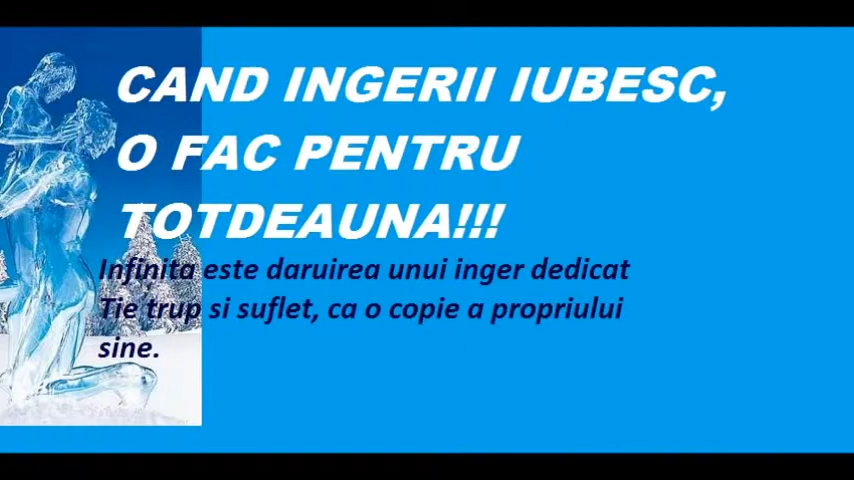 CAND INGERII IUBESC,
O FAC PENTRU
TOTDEAUNA!!!
Infinita este daruirea unui inger dedicat
Ție trup si suflet, ca o copie a propriului
sine.